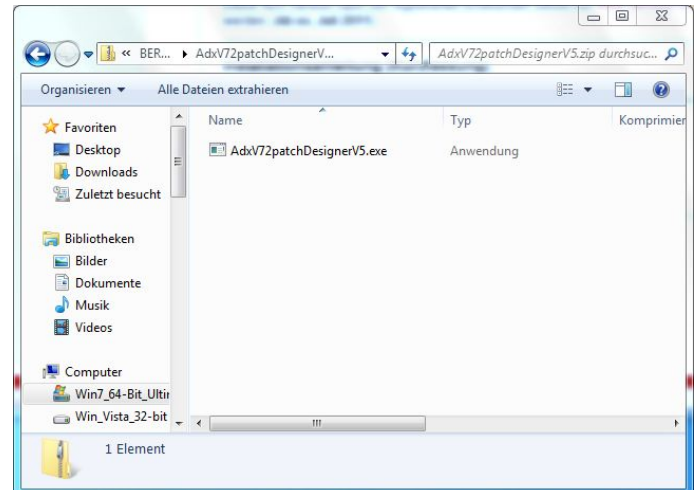 « BER... ▸ AdxV72patchDesignerV...
AdxV72patchDesignerV5.zip durchsuc...
Organisieren
Alle Dateien extrahieren
Favoriten
Desktop
Downloads
Zuletzt besucht
Bibliotheken
Bilder
Dokumente
Musik
Videos
Computer
Win7_64-Bit_Ultin
Win_Vista_32-bit
Name Typ Komprimier
AdxV72patchDesignerV5.exe Anwendung
1 Element